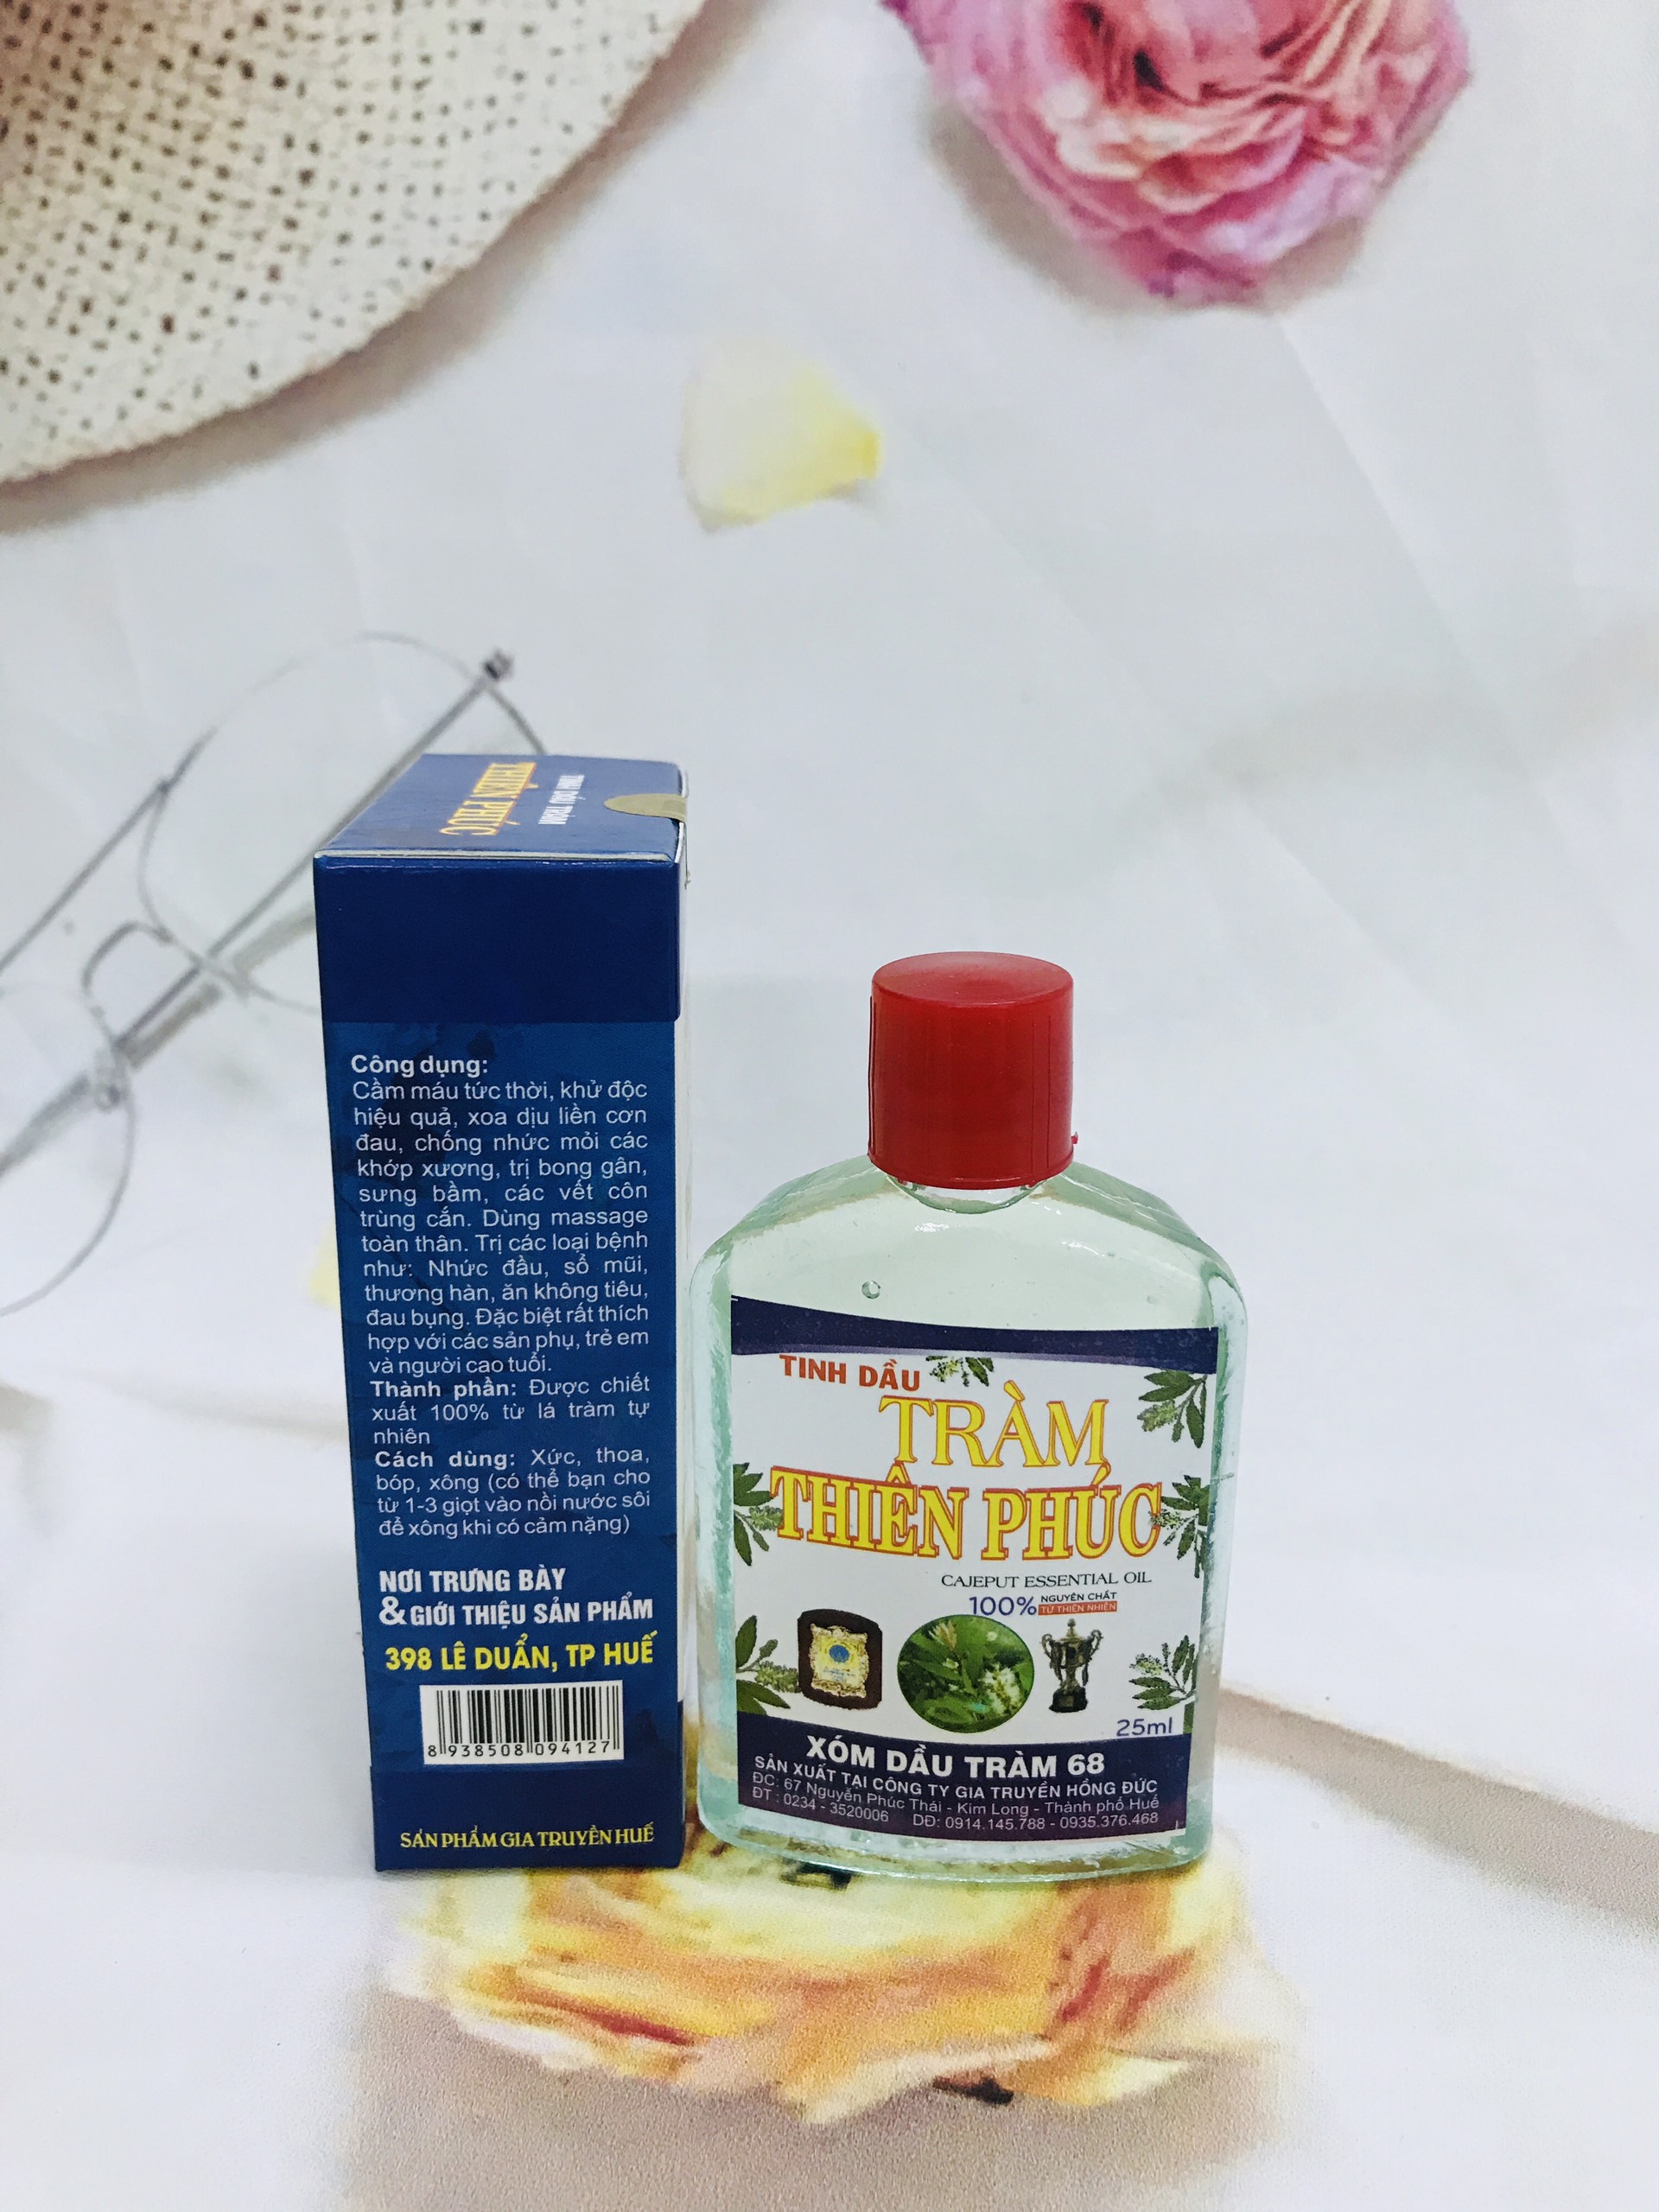 TINH DẦU TRÀM
THIÊN PHÚC
Công dụng:
Cầm máu tức thời, khử độc
hiệu quả, xoa dịu liền cơn
đau, chống nhức mỏi các
khớp xương, trị bong gân,
sưng bầm, các vết côn
trùng cắn. Dùng massage
toàn thân. Trị các loại bệnh
như: Nhức đầu, sổ mũi,
thương hàn, ăn không tiêu,
đau bụng. Đặc biệt rất thích
hợp với các sản phụ, trẻ em
và người cao tuổi.
Thành phần: Được chiết
xuất 100% từ lá tràm tự
nhiên
Cách dùng: Xức, thoa,
bóp, xông (có thể bạn cho
từ 1-3 giọt vào nồi nước sôi
để xông khi có cảm nặng)
NƠI TRƯNG BÀY
& GIỚI THIỆU SẢN PHẨM
398 LÊ DUẨN, TP HUẾ
8 938508 094127
SẢN PHẨM GIA TRUYỀN HUẾ
TINH DẦU
TRÀM
THIÊN PHÚC
CAJEPUT ESSENTIAL OIL
100% NGUYÊN CHẤT
TỪ THIÊN NHIÊN
25ml
XÓM DẦU TRÀM 68
SẢN XUẤT TẠI CÔNG TY GIA TRUYỀN HỒNG ĐỨC
ĐC: 67 Nguyễn Phúc Thái - Kim Long - Thành phố Huế
ĐT : 0234 - 3520006 DĐ: 0914.145.788 - 0935.376.468